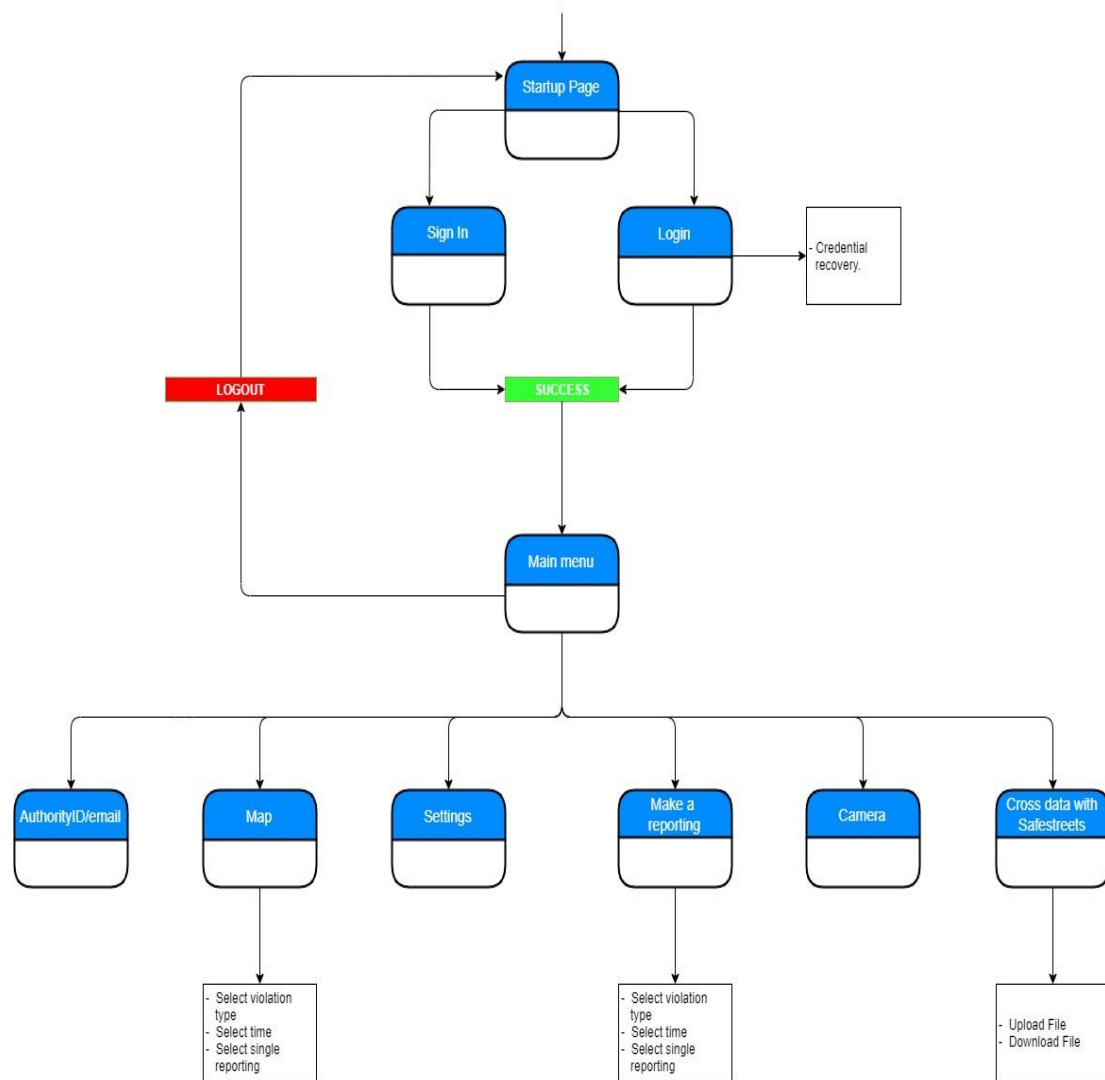 Startup Page
Sign In
Login
- Credential
recovery.
LOGOUT
SUCCESS
Main menu
AuthorityID/email
Map
Settings
Make a
reporting
Camera
Cross data with
Safestreets
- Select violation
type
- Select time
- Select single
reporting
- Select violation
type
- Select time
- Select single
reporting
- Upload File
- Download File